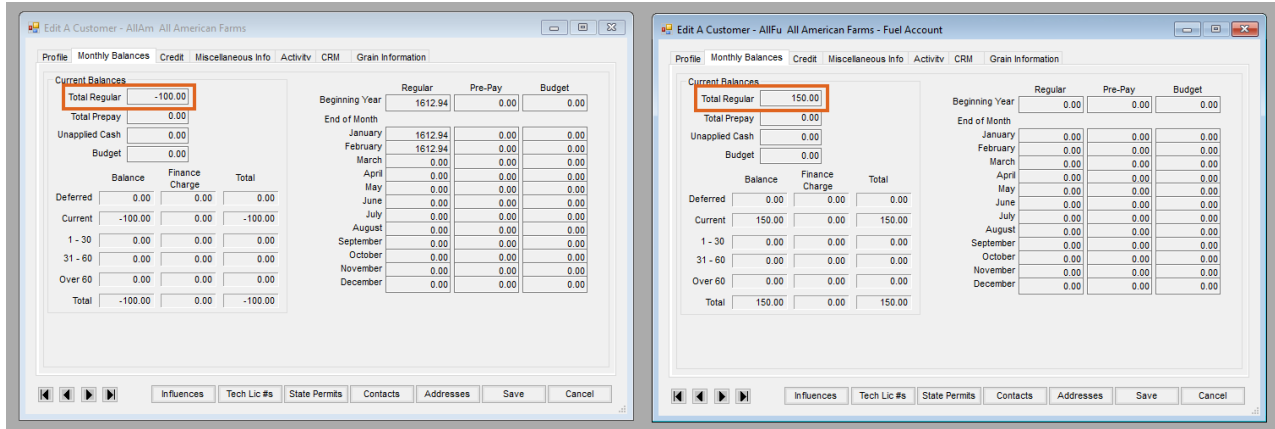 Edit A Customer - AllAm All American Farms
Profile Monthly Balances Credit Miscellaneous Info Activity CRM Grain Information
Current Balances
Total Regular -100.00
Total Prepay 0.00
Unapplied Cash 0.00
Budget 0.00
Balance Finance Charge Total
Deferred 0.00 0.00 0.00
Current -100.00 0.00 -100.00
1 - 30 0.00 0.00 0.00
31 - 60 0.00 0.00 0.00
Over 60 0.00 0.00 0.00
Total -100.00 0.00 -100.00
Regular Pre-Pay Budget
Beginning Year 1612.94 0.00 0.00
End of Month
January 1612.94 0.00 0.00
February 1612.94 0.00 0.00
March 0.00 0.00 0.00
April 0.00 0.00 0.00
May 0.00 0.00 0.00
June 0.00 0.00 0.00
July 0.00 0.00 0.00
August 0.00 0.00 0.00
September 0.00 0.00 0.00
October 0.00 0.00 0.00
November 0.00 0.00 0.00
December 0.00 0.00 0.00
Influences Tech Lic #s State Permits Contacts Addresses Save Cancel
Edit A Customer - AllFu All American Farms - Fuel Account
Profile Monthly Balances Credit Miscellaneous Info Activity CRM Grain Information
Current Balances
Total Regular 150.00
Total Prepay 0.00
Unapplied Cash 0.00
Budget 0.00
Balance Finance Charge Total
Deferred 0.00 0.00 0.00
Current 150.00 0.00 150.00
1 - 30 0.00 0.00 0.00
31 - 60 0.00 0.00 0.00
Over 60 0.00 0.00 0.00
Total 150.00 0.00 150.00
Regular Pre-Pay Budget
Beginning Year 0.00 0.00 0.00
End of Month
January 0.00 0.00 0.00
February 0.00 0.00 0.00
March 0.00 0.00 0.00
April 0.00 0.00 0.00
May 0.00 0.00 0.00
June 0.00 0.00 0.00
July 0.00 0.00 0.00
August 0.00 0.00 0.00
September 0.00 0.00 0.00
October 0.00 0.00 0.00
November 0.00 0.00 0.00
December 0.00 0.00 0.00
Influences Tech Lic #s State Permits Contacts Addresses Save Cancel